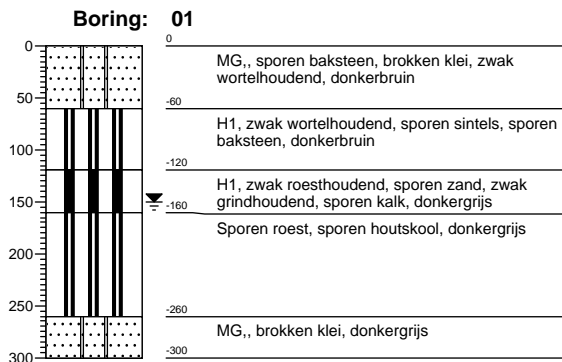 Boring: 01
0
0
MG,, sporen baksteen, brokken klei, zwak
wortelhoudend, donkerbruin
50
-60
H1, zwak wortelhoudend, sporen sintels, sporen
baksteen, donkerbruin
100
-120
H1, zwak roesthoudend, sporen zand, zwak
grindhoudend, sporen kalk, donkergrijs
150
-160
Sporen roest, sporen houtskool, donkergrijs
200
250
-260
MG,, brokken klei, donkergrijs
300
-300